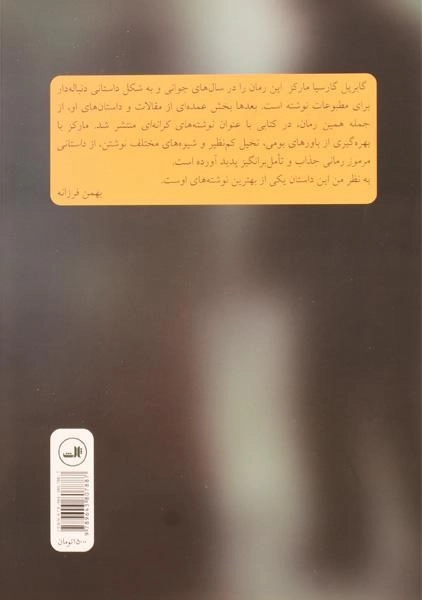 گابریل گارسیا مارکز این رمان را در سال‌های جوانی و به شکل داستانی دنباله‌دار
برای مطبوعات نوشته است. بعدها بخش عمده‌ای از مقالات و داستان‌های او، از
جمله همین رمان، در کتابی با عنوان نوشته‌های کرانه‌ای منتشر شد. مارکز با
بهره‌گیری از باورهای بومی، تخیل کم‌نظیر و شیوه‌های مختلف نوشتن، از داستانی
مرموز رمانی جذاب و تأمل‌برانگیز پدید آورده است.
به نظر من این داستان یکی از بهترین نوشته‌های اوست.
بهمن فرزانه
ثالث
9789643807887
۱۵۰۰۰تومان